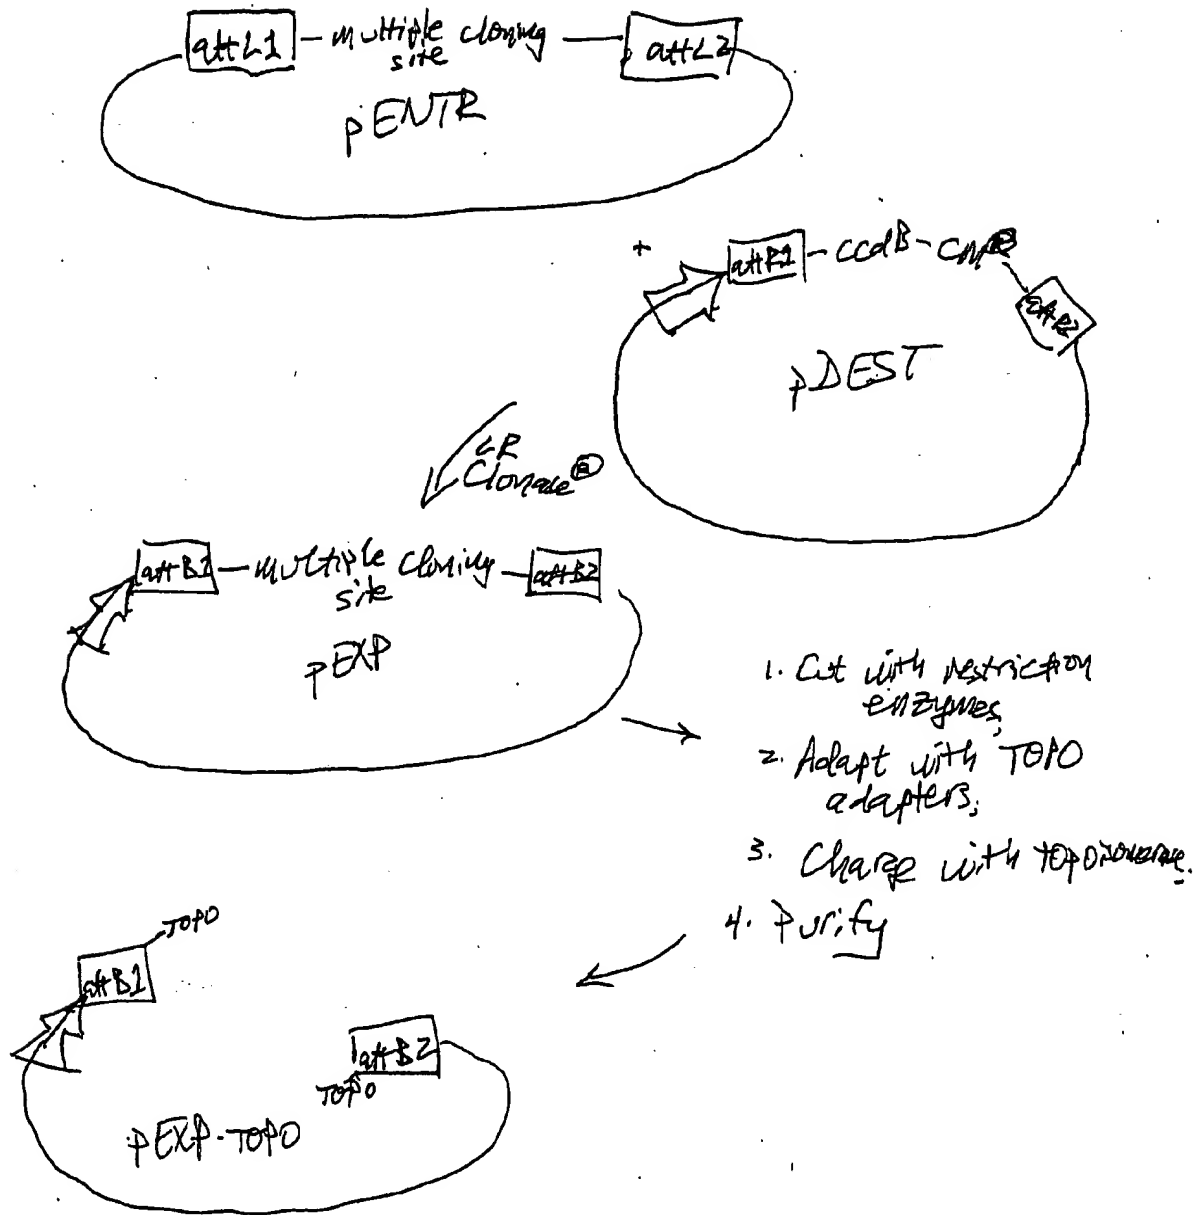 attL1 — multiple cloning — attL2
site
pENTR
+
attR1 - ccdB - CmR
attR2
pDEST
LR
Clonase®
attB1 — multiple cloning — attB2
site
pEXP
1. Cut with restriction
enzymes;
2. Adapt with TOPO
adapters;
3. Charge with topoisomerase.
4. Purify
TOPO
attB1
attB2
TOPO
pEXP-TOPO